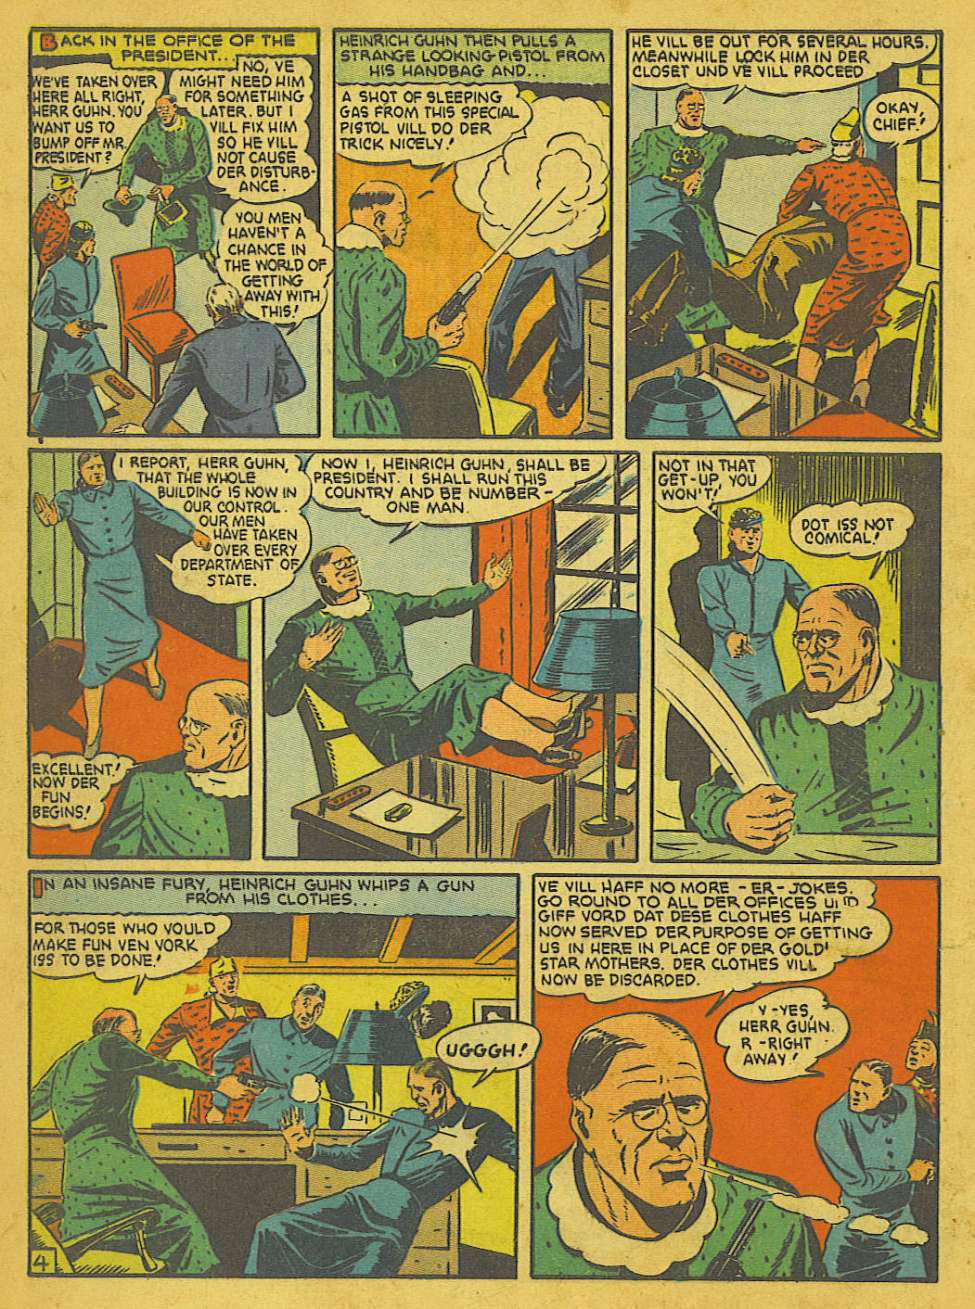 BACK IN THE OFFICE OF THE
PRESIDENT...
WE'VE TAKEN OVER
HERE ALL RIGHT,
HERR GUHN. YOU
WANT US TO
BUMP OFF MR.
PRESIDENT?
NO, VE
MIGHT NEED HIM
FOR SOMETHING
LATER. BUT I
VILL FIX HIM
SO HE VILL
NOT CAUSE
DER DISTURB-
ANCE.
YOU MEN
HAVEN'T A
CHANCE IN
THE WORLD OF
GETTING
AWAY WITH
THIS!
HEINRICH GUHN THEN PULLS A
STRANGE LOOKING PISTOL FROM
HIS HANDBAG AND...
A SHOT OF SLEEPING
GAS FROM THIS SPECIAL
PISTOL VILL DO DER
TRICK NICELY!
HE VILL BE OUT FOR SEVERAL HOURS.
MEANWHILE LOCK HIM IN DER
CLOSET UND VE VILL PROCEED
OKAY,
CHIEF!
I REPORT, HERR GUHN,
THAT THE WHOLE
BUILDING IS NOW IN
OUR CONTROL.
OUR MEN
HAVE TAKEN
OVER EVERY
DEPARTMENT OF
STATE.
EXCELLENT!
NOW DER
FUN
BEGINS!
NOW I, HEINRICH GUHN, SHALL BE
PRESIDENT. I SHALL RUN THIS
COUNTRY AND BE NUMBER-
ONE MAN.
NOT IN THAT
GET-UP, YOU
WON'T!
DOT ISS NOT
COMICAL!
IN AN INSANE FURY, HEINRICH GUHN WHIPS A GUN
FROM HIS CLOTHES...
FOR THOSE WHO VOULD
MAKE FUN VEN VORK
ISS TO BE DONE!
UGGGH!
4
VE VILL HAFF NO MORE -ER- JOKES.
GO ROUND TO ALL DER OFFICES UND
GIFF VORD DAT DESE CLOTHES HAFF
NOW SERVED DER PURPOSE OF GETTING
US IN HERE IN PLACE OF DER GOLD
STAR MOTHERS. DER CLOTHES VILL
NOW BE DISCARDED.
Y-YES,
HERR GUHN.
R-RIGHT
AWAY!